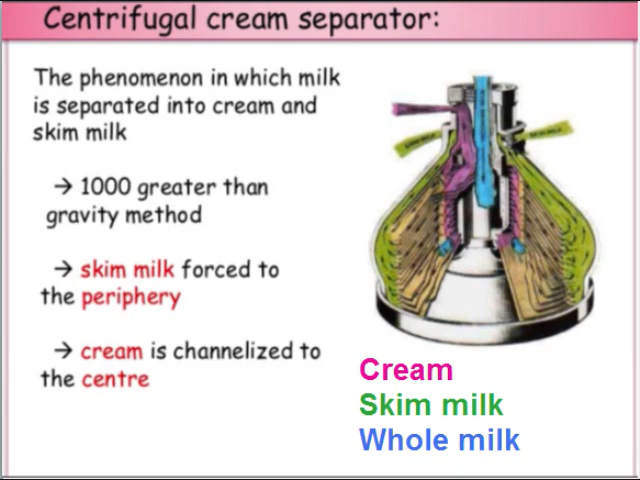 Centrifugal cream separator:
The phenomenon in which milk
is separated into cream and
skim milk
→ 1000 greater than
gravity method
→ skim milk forced to
the periphery
→ cream is channelized to
the centre
Cream
Skim milk
Whole milk